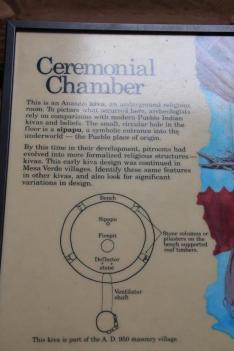 Ceremonial
Chamber
This is an Anasazi kiva, an underground religious
room. To picture what occurred here, archeologists
rely on comparisons with modern Pueblo Indian
kivas and beliefs. The small, circular hole in the
floor is a sipapu, a symbolic entrance into the
underworld — the Pueblo place of origin.
By this time in their development, pitrooms had
evolved into more formalized religious structures—
kivas. This early kiva design was continued in
Mesa Verde villages. Identify these same features
in other kivas, and also look for significant
variations in design.
Bench
Sipapu
Firepit
Deflector
stone
Stone columns or
pilasters on the
bench supported
roof timbers.
Ventilator
shaft
This kiva is part of the A. D. 950 masonry village.